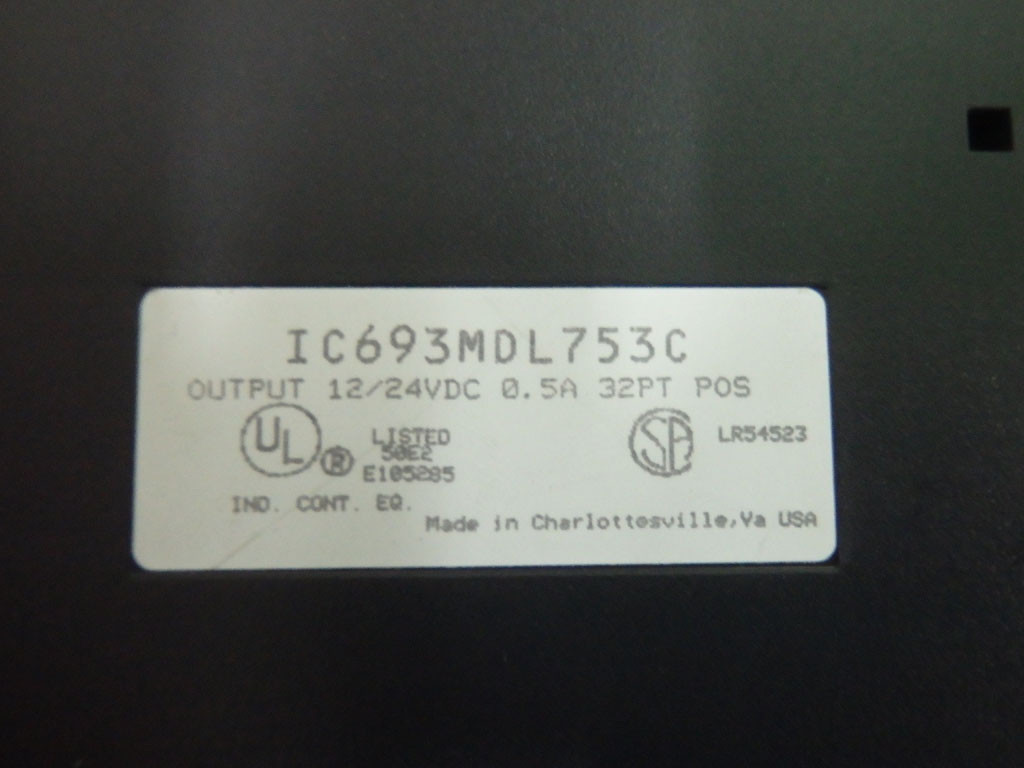 IC693MDL753C
OUTPUT 12/24VDC 0.5A 32PT POS
UL ® LISTED
50E2
E105285
SA LR54523
IND. CONT. EQ.
Made in Charlottesville,Va USA